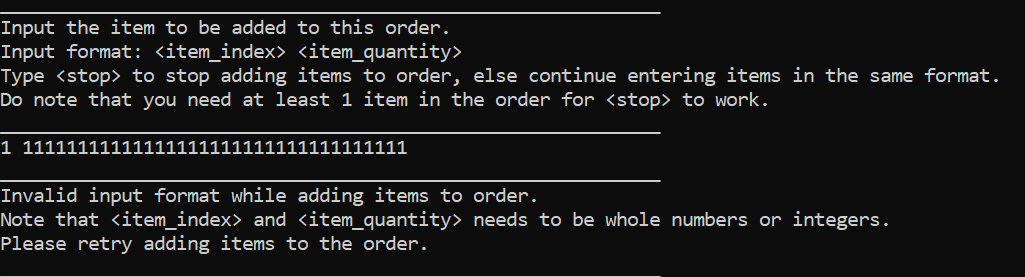 Input the item to be added to this order.
Input format: <item_index> <item_quantity>
Type <stop> to stop adding items to order, else continue entering items in the same format.
Do note that you need at least 1 item in the order for <stop> to work.
1 11111111111111111111111111111111111
Invalid input format while adding items to order.
Note that <item_index> and <item_quantity> needs to be whole numbers or integers.
Please retry adding items to the order.